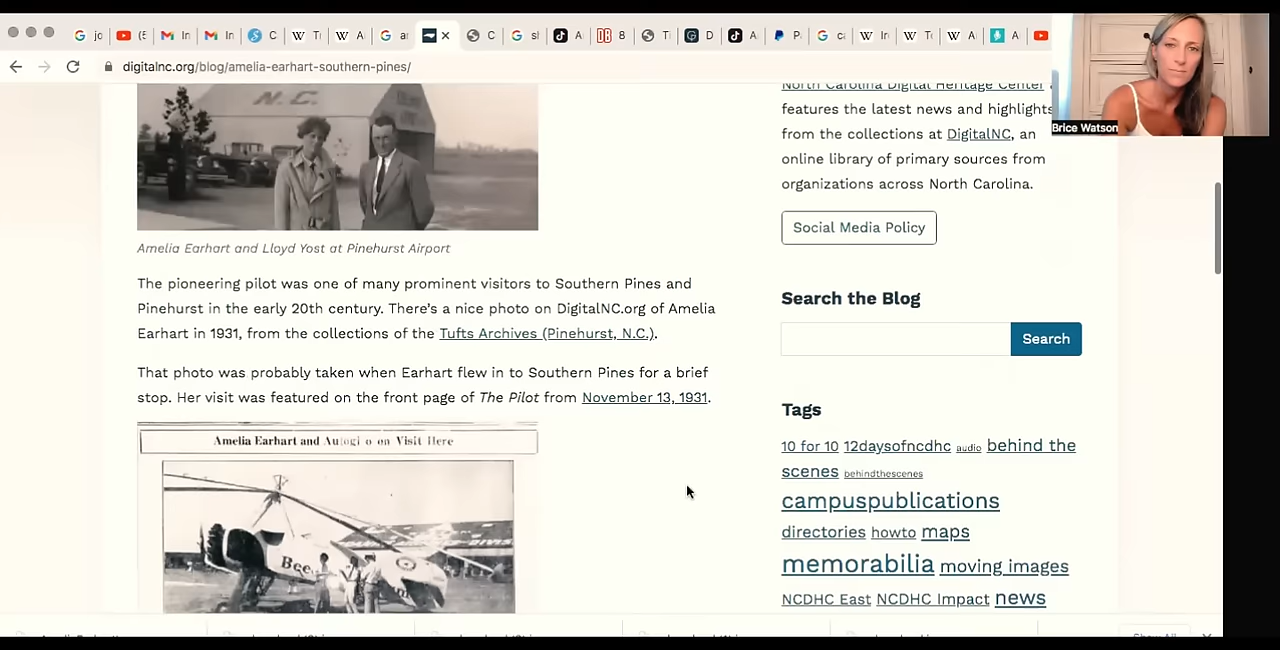 digitalnc.org/blog/amelia-earhart-southern-pines/
Brice Watson
N.C.
Amelia Earhart and Lloyd Yost at Pinehurst Airport
The pioneering pilot was one of many prominent visitors to Southern Pines and
Pinehurst in the early 20th century. There's a nice photo on DigitalNC.org of Amelia
Earhart in 1931, from the collections of the Tufts Archives (Pinehurst, N.C.).
That photo was probably taken when Earhart flew in to Southern Pines for a brief
stop. Her visit was featured on the front page of The Pilot from November 13, 1931.
Amelia Earhart and Autogiro on Visit Here
North Carolina Digital Heritage Center
features the latest news and highlights
from the collections at DigitalNC, an
online library of primary sources from
organizations across North Carolina.
Social Media Policy
Search the Blog
Search
Tags
10 for 10 12daysofncdhc audio behind the
scenes behindthescenes
campuspublications
directories howto maps
memorabilia moving images
NCDHC East NCDHC Impact news